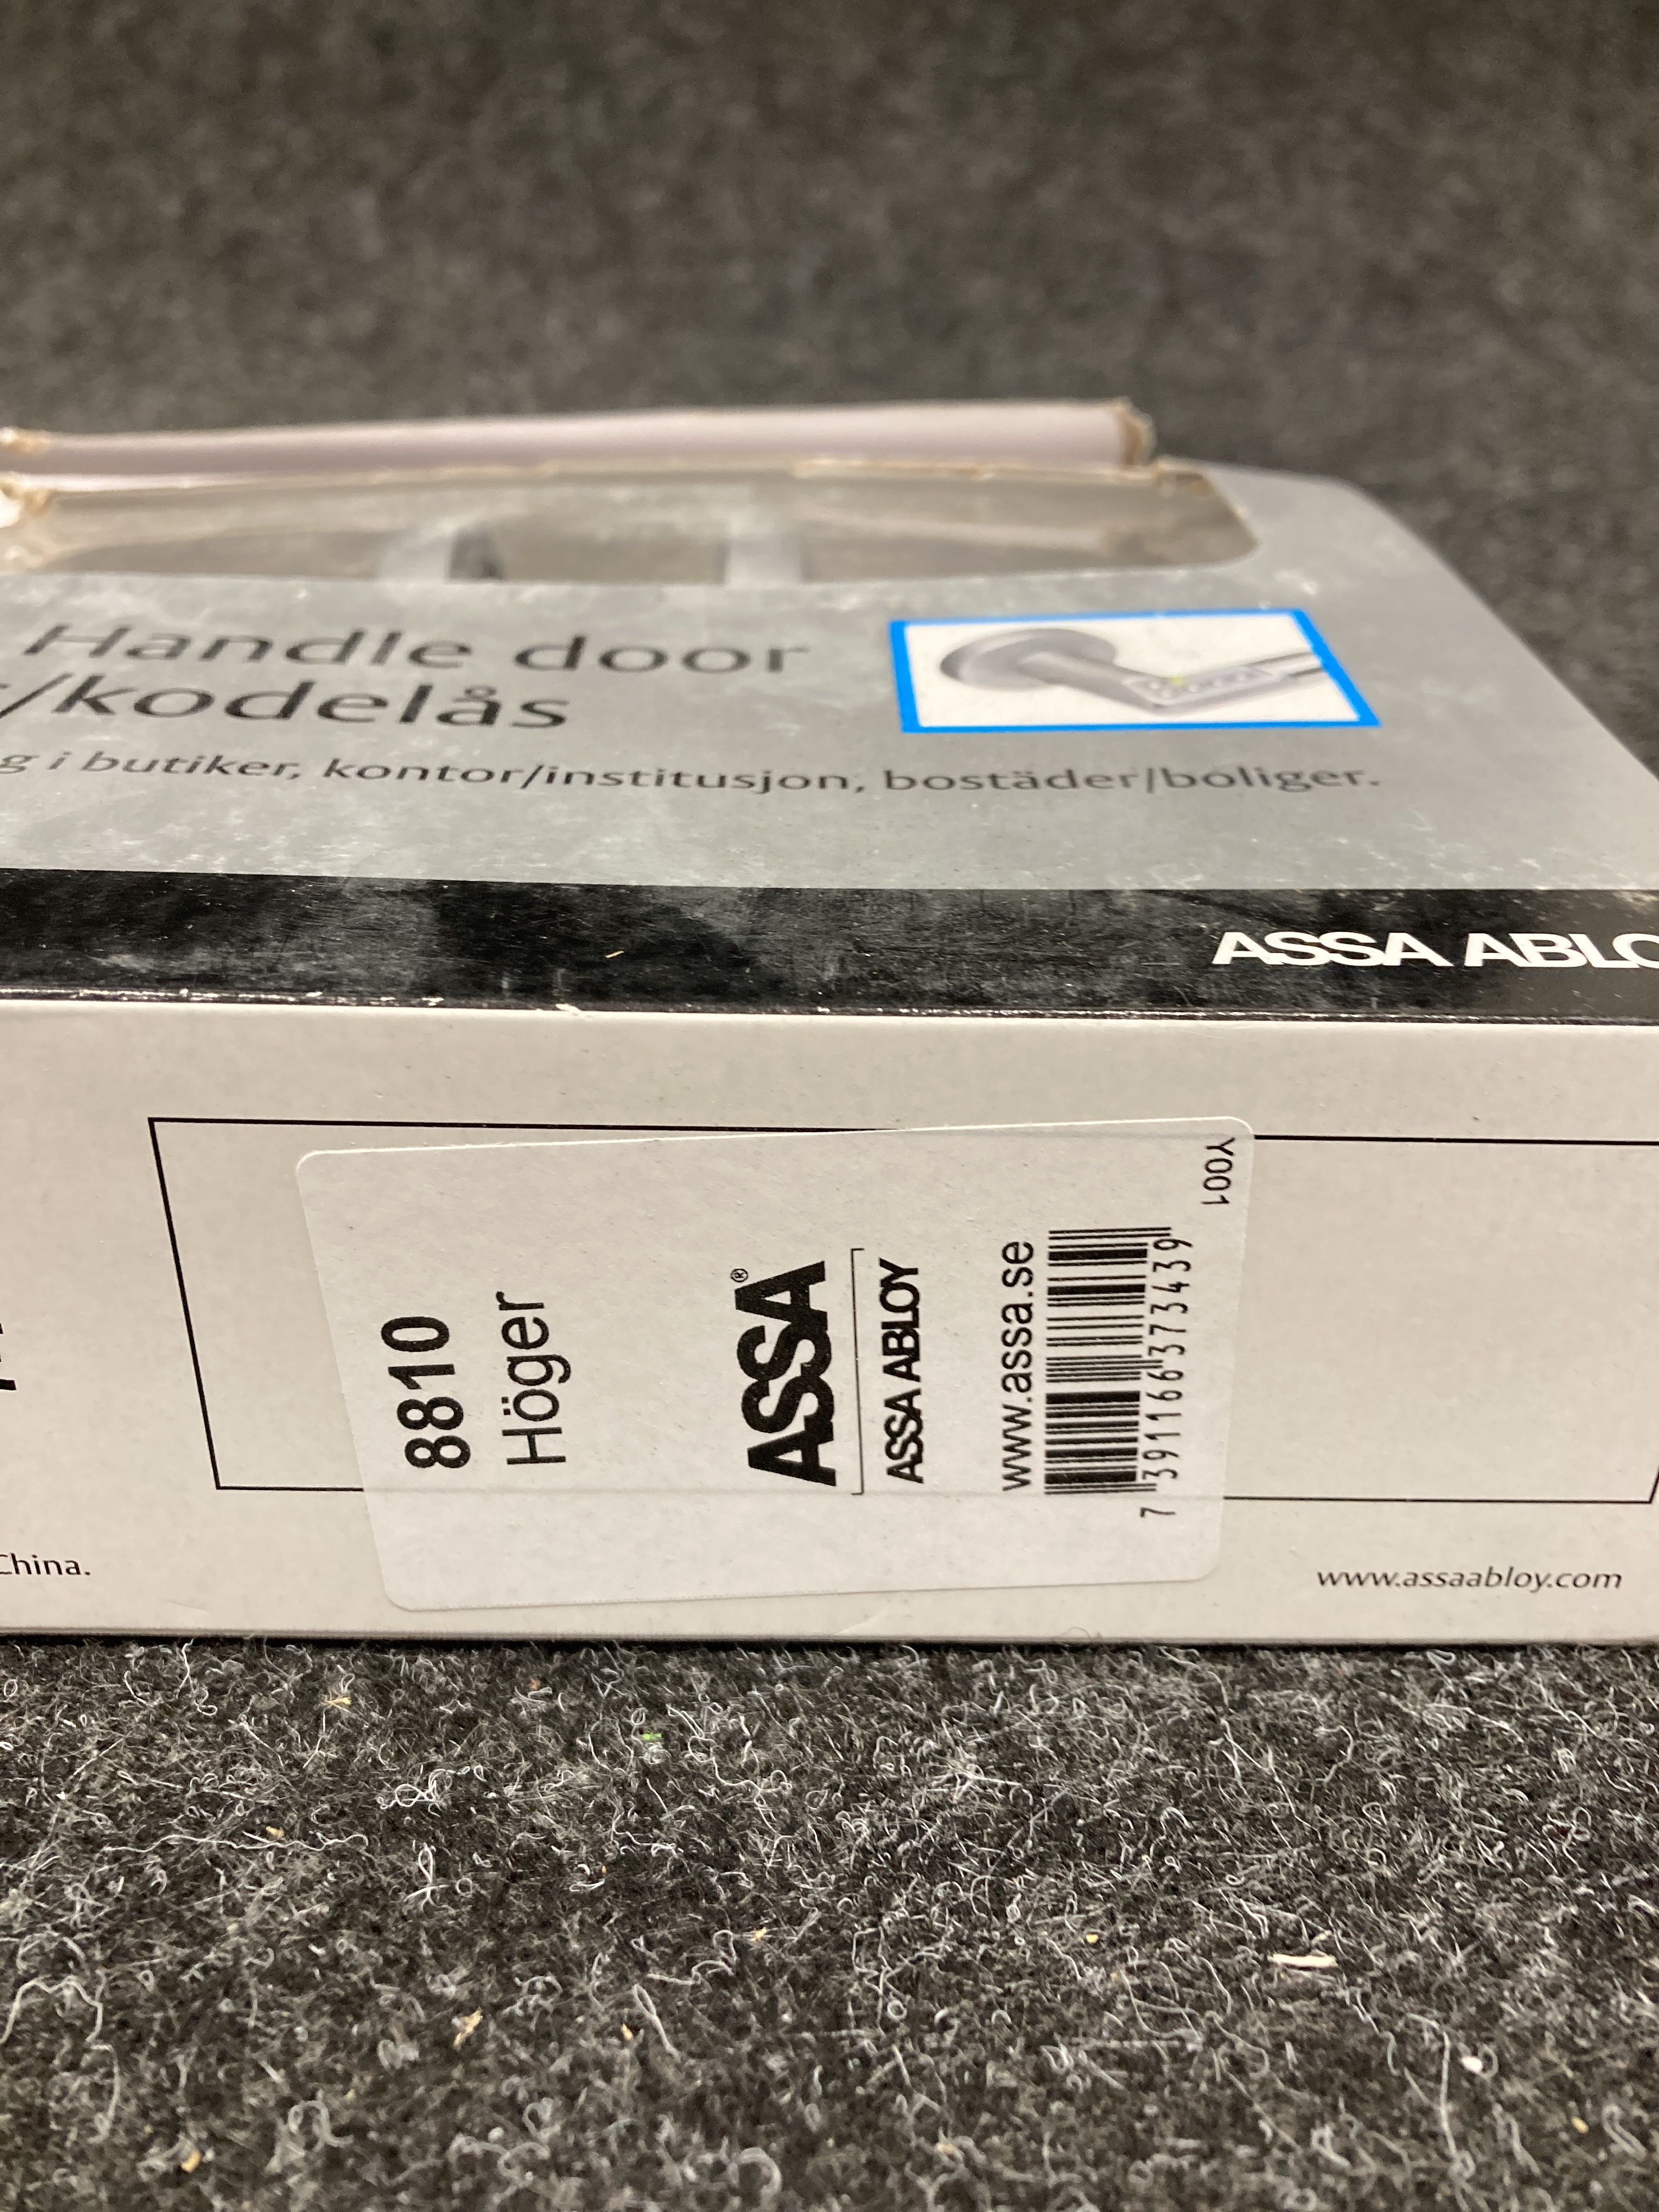 Handle door
/kodelås
g i butiker, kontor/institusjon, bostäder/boliger.
ASSA ABLO
8810
Höger
ASSA®
ASSA ABLOY
www.assa.se
7 391166 373439
Y001
China.
www.assaabloy.com